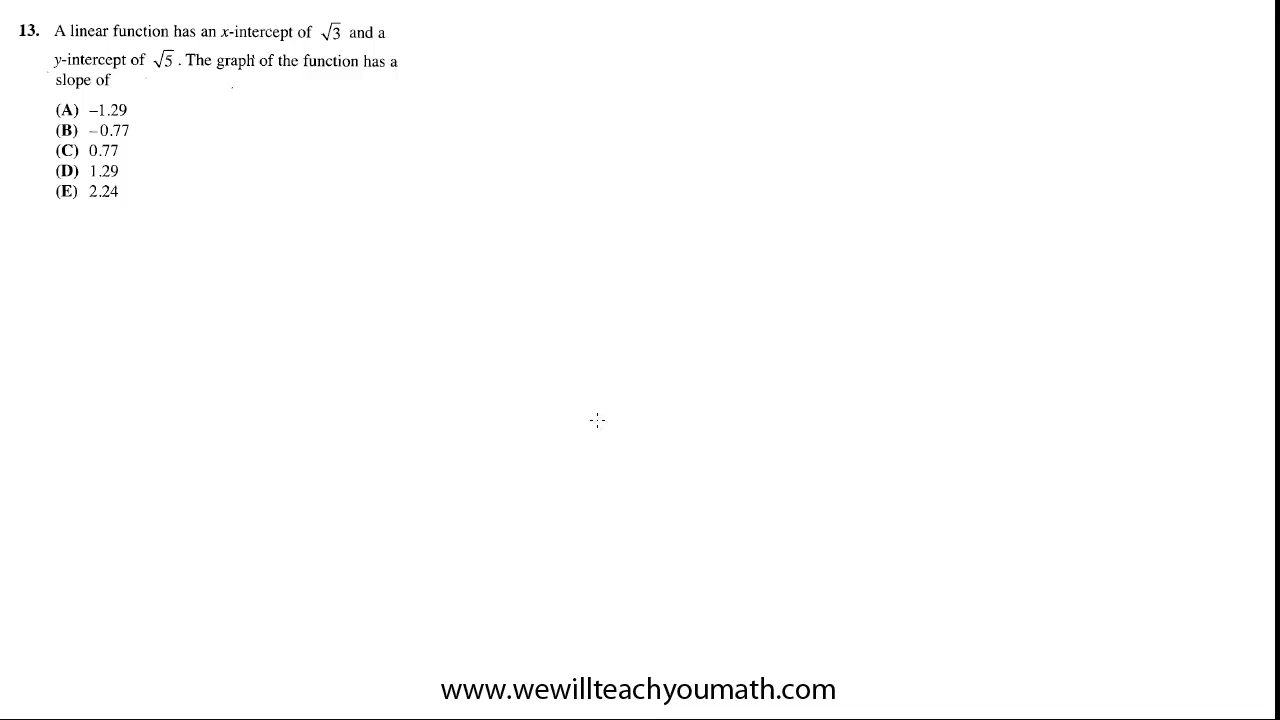 13. A linear function has an x-intercept of √3 and a
y-intercept of √5 . The graph of the function has a
slope of
(A) −1.29
(B) −0.77
(C) 0.77
(D) 1.29
(E) 2.24
www.wewillteachyoumath.com